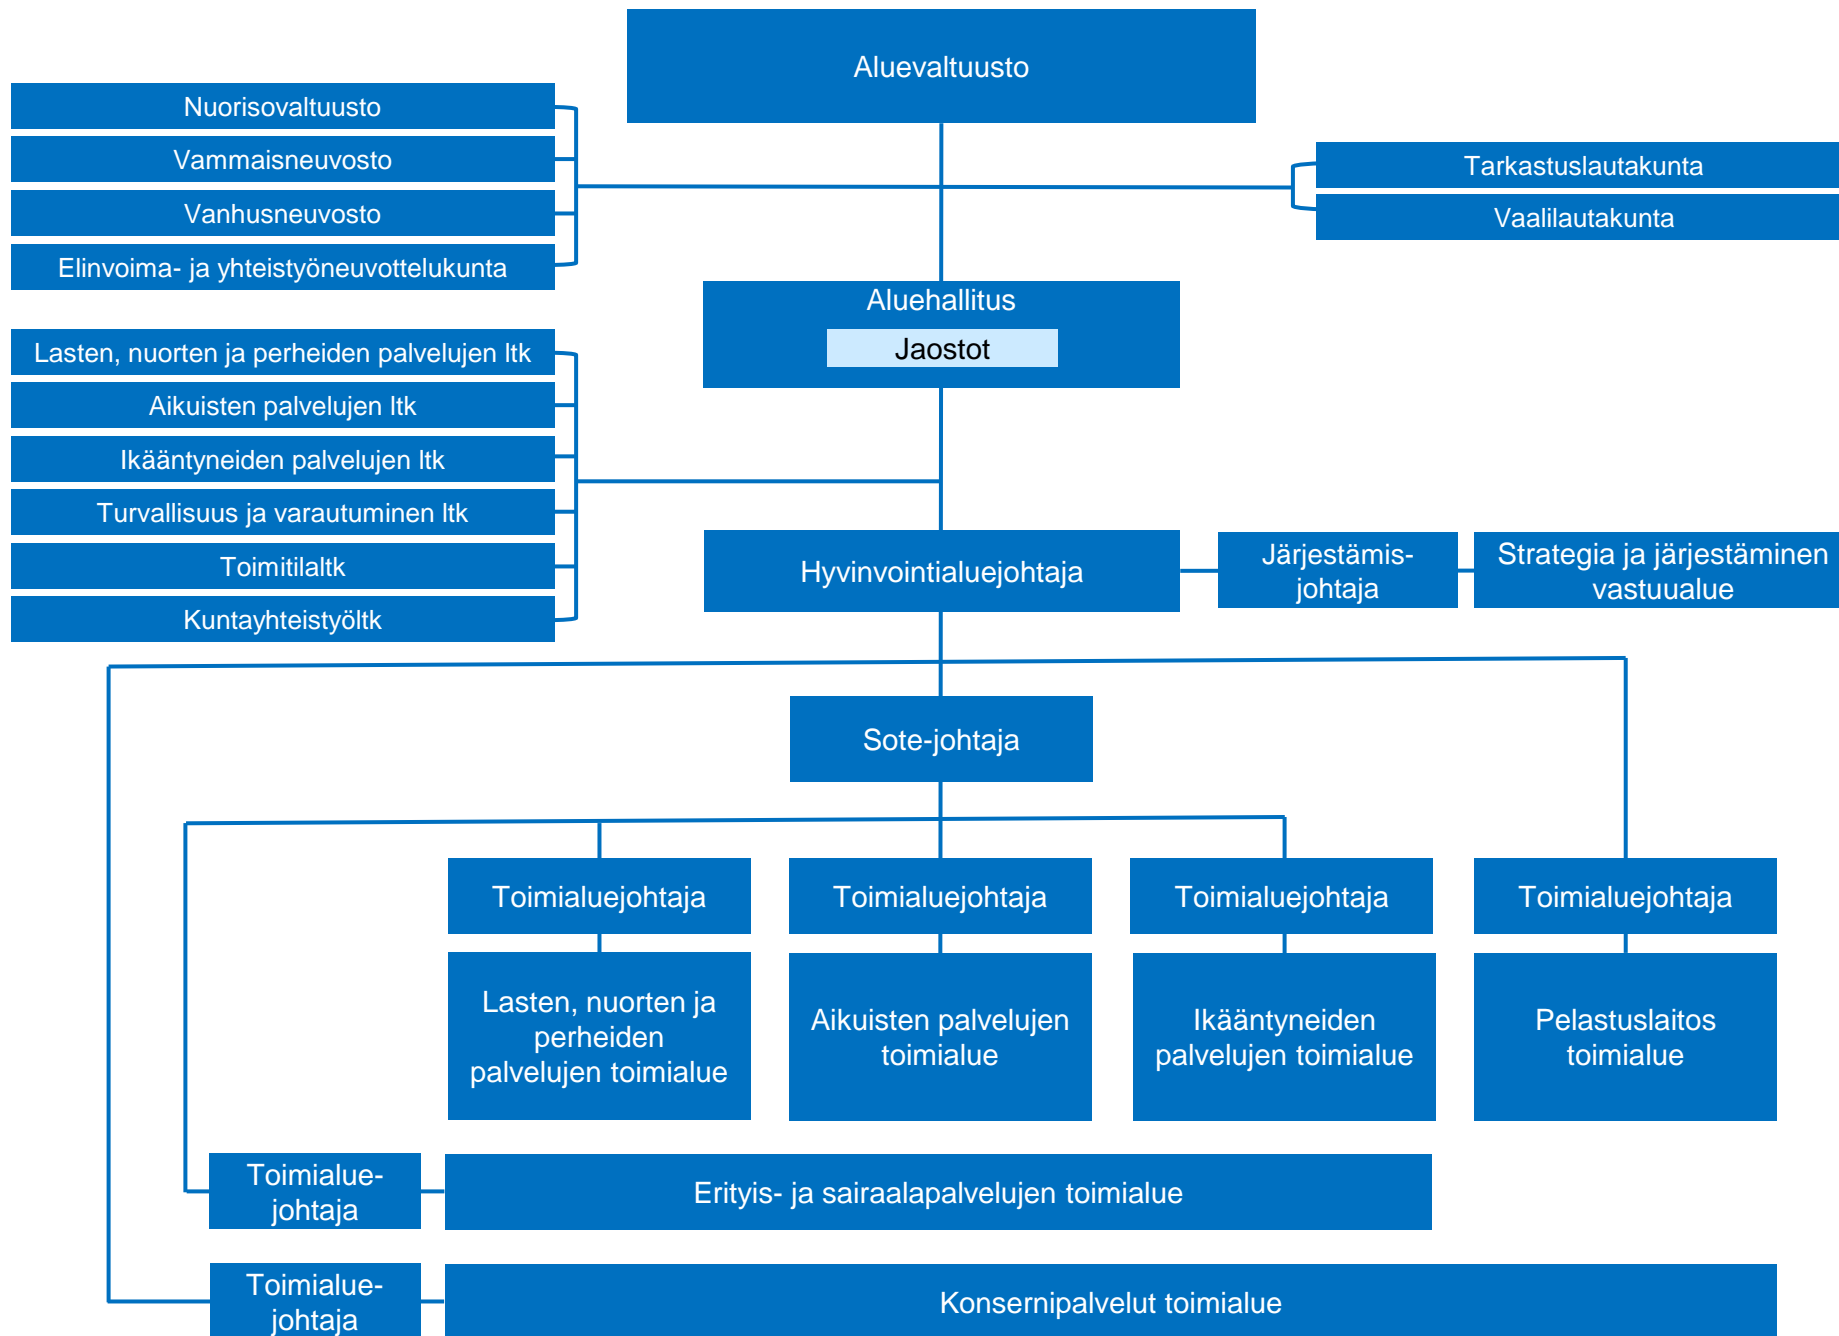 Aluevaltuusto
Nuorisovaltuusto
Vammaisneuvosto
Vanhusneuvosto
Elinvoima- ja yhteistyöneuvottelukunta
Tarkastuslautakunta
Vaalilautakunta
Aluehallitus
Jaostot
Lasten, nuorten ja perheiden palvelujen ltk
Aikuisten palvelujen ltk
Ikääntyneiden palvelujen ltk
Turvallisuus ja varautuminen ltk
Toimitilaltk
Kuntayhteistyöltk
Hyvinvointialuejohtaja
Järjestämis-
johtaja
Strategia ja järjestäminen
vastuualue
Sote-johtaja
Toimialuejohtaja
Toimialuejohtaja
Toimialuejohtaja
Toimialuejohtaja
Lasten, nuorten ja
perheiden
palvelujen toimialue
Aikuisten palvelujen
toimialue
Ikääntyneiden
palvelujen toimialue
Pelastuslaitos
toimialue
Toimialue-
johtaja
Erityis- ja sairaalapalvelujen toimialue
Toimialue-
johtaja
Konsernipalvelut toimialue